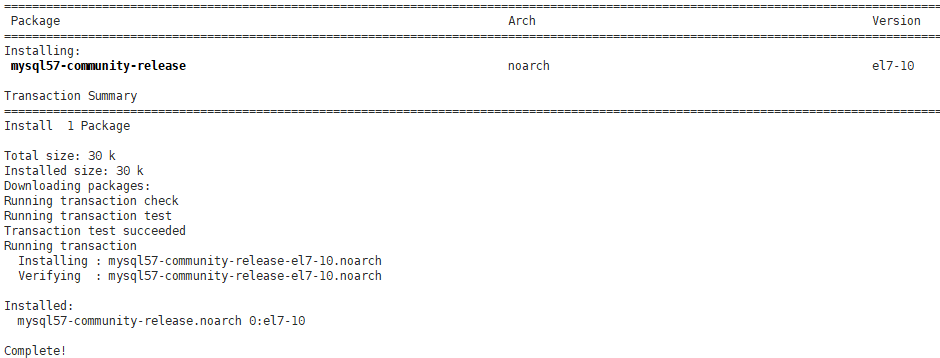 ================================================================================
Package Arch Version
================================================================================
Installing:
mysql57-community-release noarch el7-10
Transaction Summary
================================================================================
Install  1 Package
Total size: 30 k
Installed size: 30 k
Downloading packages:
Running transaction check
Running transaction test
Transaction test succeeded
Running transaction
  Installing : mysql57-community-release-el7-10.noarch
  Verifying  : mysql57-community-release-el7-10.noarch
Installed:
  mysql57-community-release.noarch 0:el7-10
Complete!